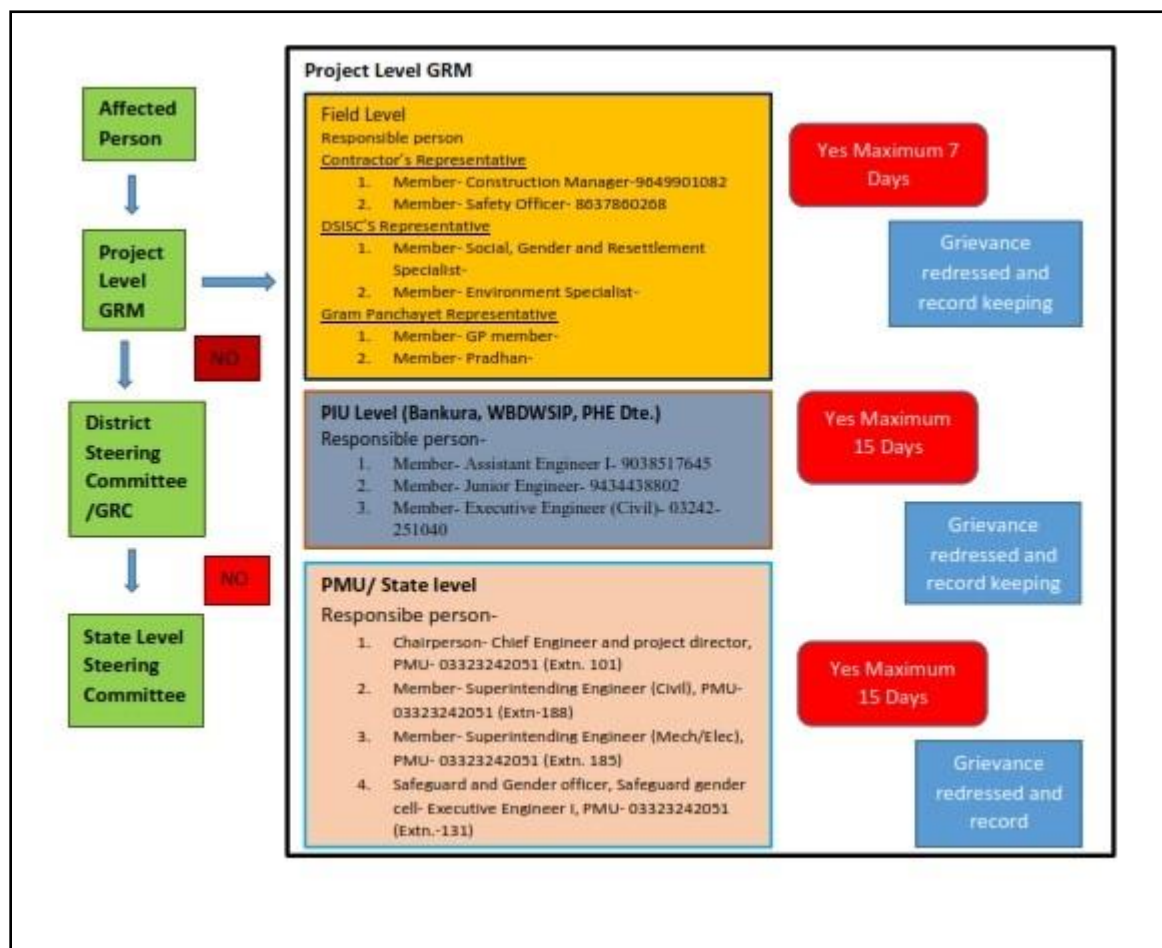 Affected
Person
Project
Level
GRM
NO
District
Steering
Committee
/GRC
NO
State Level
Steering
Committee
Project Level GRM
Field Level
Responsible person
Contractor's Representative
1. Member- Construction Manager-9649901082
2. Member- Safety Officer- 8637860268
DSISC'S Representative
1. Member- Social, Gender and Resettlement
Specialist-
2. Member- Environment Specialist-
Gram Panchayet Representative
1. Member- GP member-
2. Member- Pradhan-
Yes Maximum 7
Days
Grievance
redressed and
record keeping
PIU Level (Bankura, WBDWSIP, PHE Dte.)
Responsible person-
1. Member- Assistant Engineer I- 9038517645
2. Member- Junior Engineer- 9434438802
3. Member- Executive Engineer (Civil)- 03242-
251040
Yes Maximum
15 Days
Grievance
redressed and
record keeping
PMU/ State level
Responsibe person-
1. Chairperson- Chief Engineer and project director,
PMU- 03323242051 (Extn. 101)
2. Member- Superintending Engineer (Civil), PMU-
03323242051 (Extn-188)
3. Member- Superintending Engineer (Mech/Elec),
PMU- 03323242051 (Extn. 185)
4. Safeguard and Gender officer, Safeguard gender
cell- Executive Engineer I, PMU- 03323242051
(Extn.-131)
Yes Maximum
15 Days
Grievance
redressed and
record